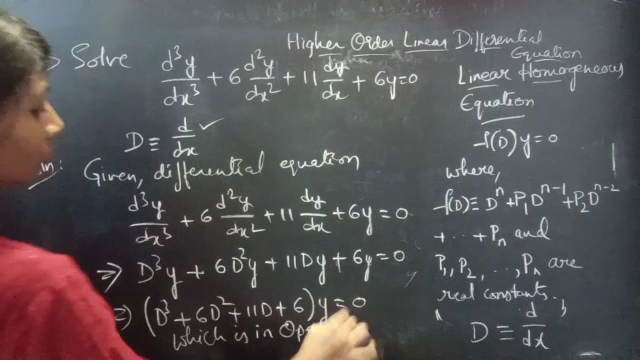 Higher Order Linear Differential
Equation
Solve d³y/dx³ + 6 d²y/dx² + 11 dy/dx + 6y=0
D ≡ d/dx ✓
Given, differential equation
d³y/dx³ + 6 d²y/dx² + 11 dy/dx + 6y = 0
⇒ D³y + 6D²y + 11Dy + 6y = 0
⇒ (D³ + 6D² + 11D + 6)y = 0
which is in
Linear Homogeneous
Equation
f(D)y = 0
where,
f(D) ≡ Dⁿ + P₁Dⁿ⁻¹ + P₂Dⁿ⁻²
+ ... + Pₙ and
P₁, P₂, ..., Pₙ are
real constants.
D ≡ d/dx